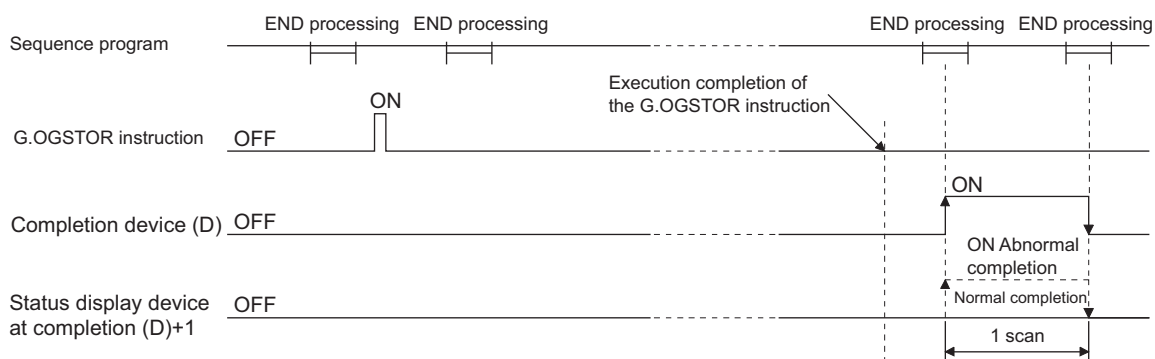 END processing END processing END processing END processing
Sequence program
Execution completion of
the G.OGSTOR instruction
ON
G.OGSTOR instruction OFF
ON
Completion device (D) OFF
ON Abnormal
completion
Status display device
at completion (D)+1
OFF
Normal completion
1 scan